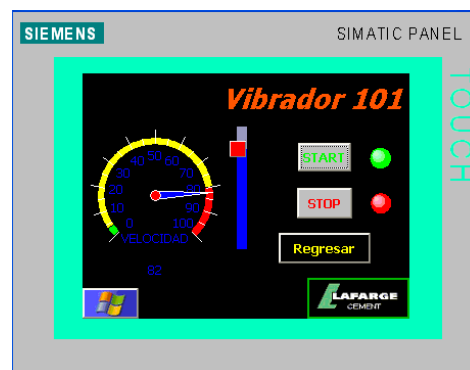 SIEMENS
SIMATIC PANEL
TOUCH
Vibrador 101
0
10
20
30
40
50
60
70
80
90
100
VELOCIDAD
82
START
STOP
Regresar
LAFARGE
CEMENT